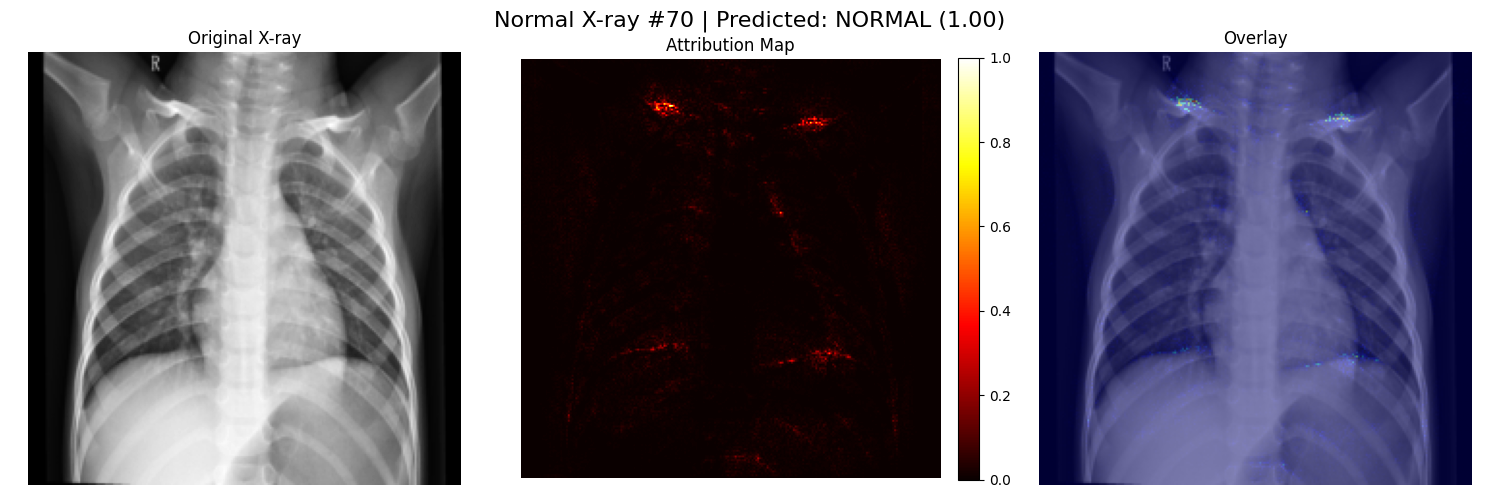 Normal X-ray #70 | Predicted: NORMAL (1.00)
Original X-ray
Attribution Map
Overlay
R
1.0
0.8
0.6
0.4
0.2
0.0
R